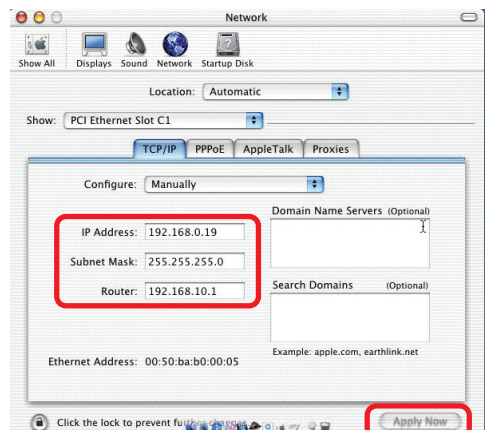 Network
Show All Displays Sound Network Startup Disk
Location: Automatic
Show: PCI Ethernet Slot C1
TCP/IP PPPoE AppleTalk Proxies
Configure: Manually
Domain Name Servers (Optional)
IP Address: 192.168.0.19
Subnet Mask: 255.255.255.0
Router: 192.168.10.1
Search Domains (Optional)
Example: apple.com, earthlink.net
Ethernet Address: 00:50:ba:b0:00:05
Click the lock to prevent further changes.
Apply Now